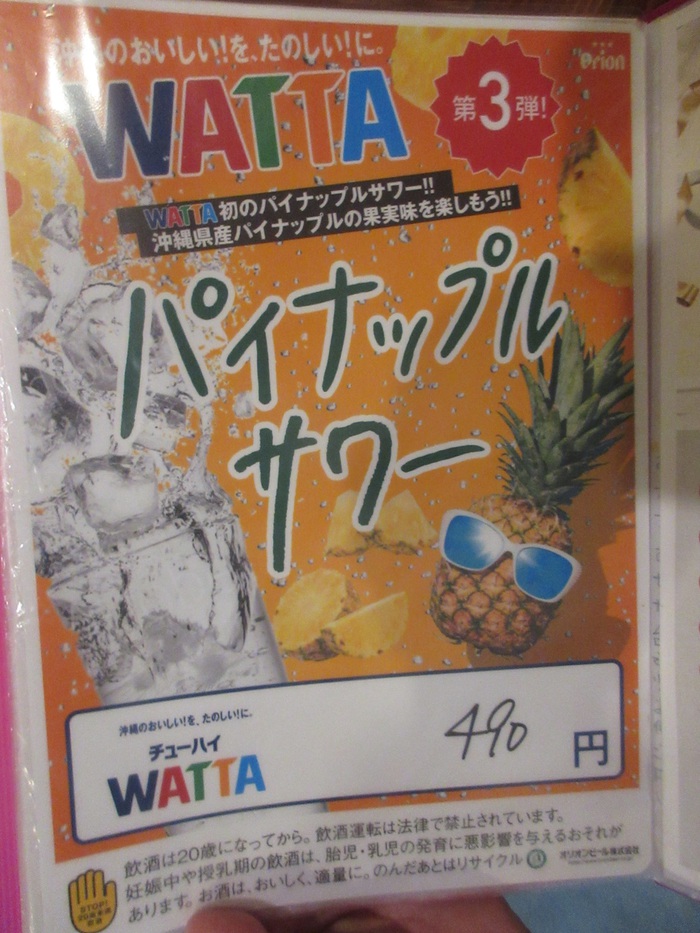 沖縄のおいしい!を、たのしい!に。
Orion
WATTA
第3弾!
WATTA初のパイナップルサワー!!
沖縄県産パイナップルの果実味を楽しもう!!
パイナップル
サワー
沖縄のおいしい!を、たのしい!に。
チューハイ
WATTA
490円
飲酒は20歳になってから。飲酒運転は法律で禁止されています。
妊娠中や授乳期の飲酒は、胎児・乳児の発育に悪影響を与えるおそれが
あります。お酒は、おいしく、適量に。のんだあとはリサイクル
オリオンビール株式会社
STOP!